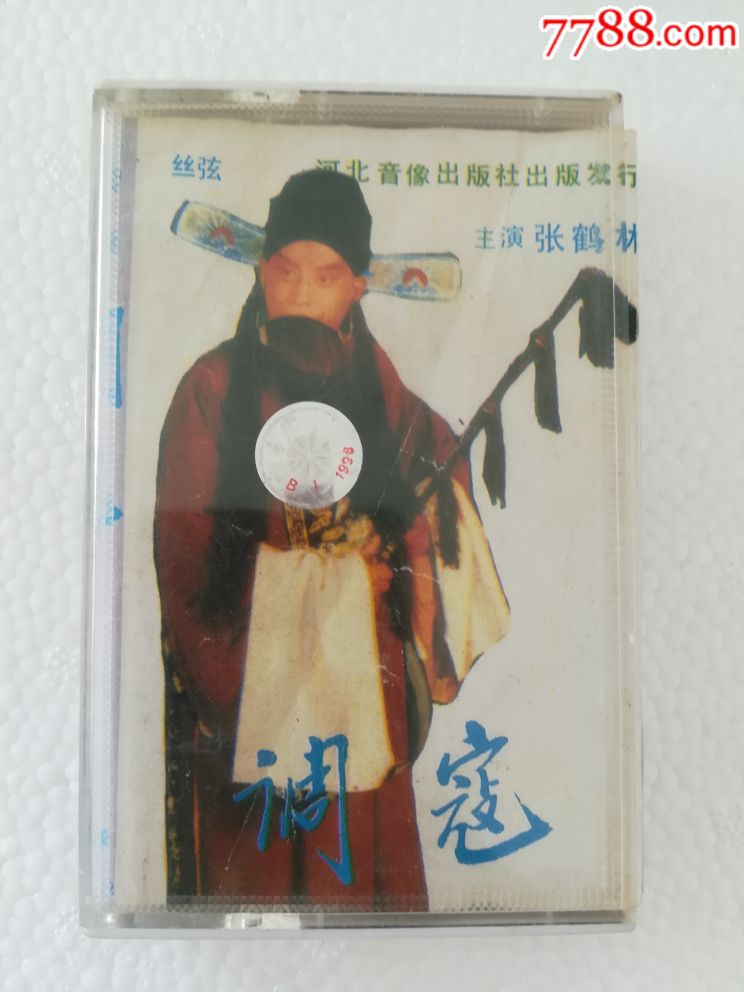 7788.com
丝弦
河北音像出版社出版发行
主演 张鹤林
B I 1998
调寇